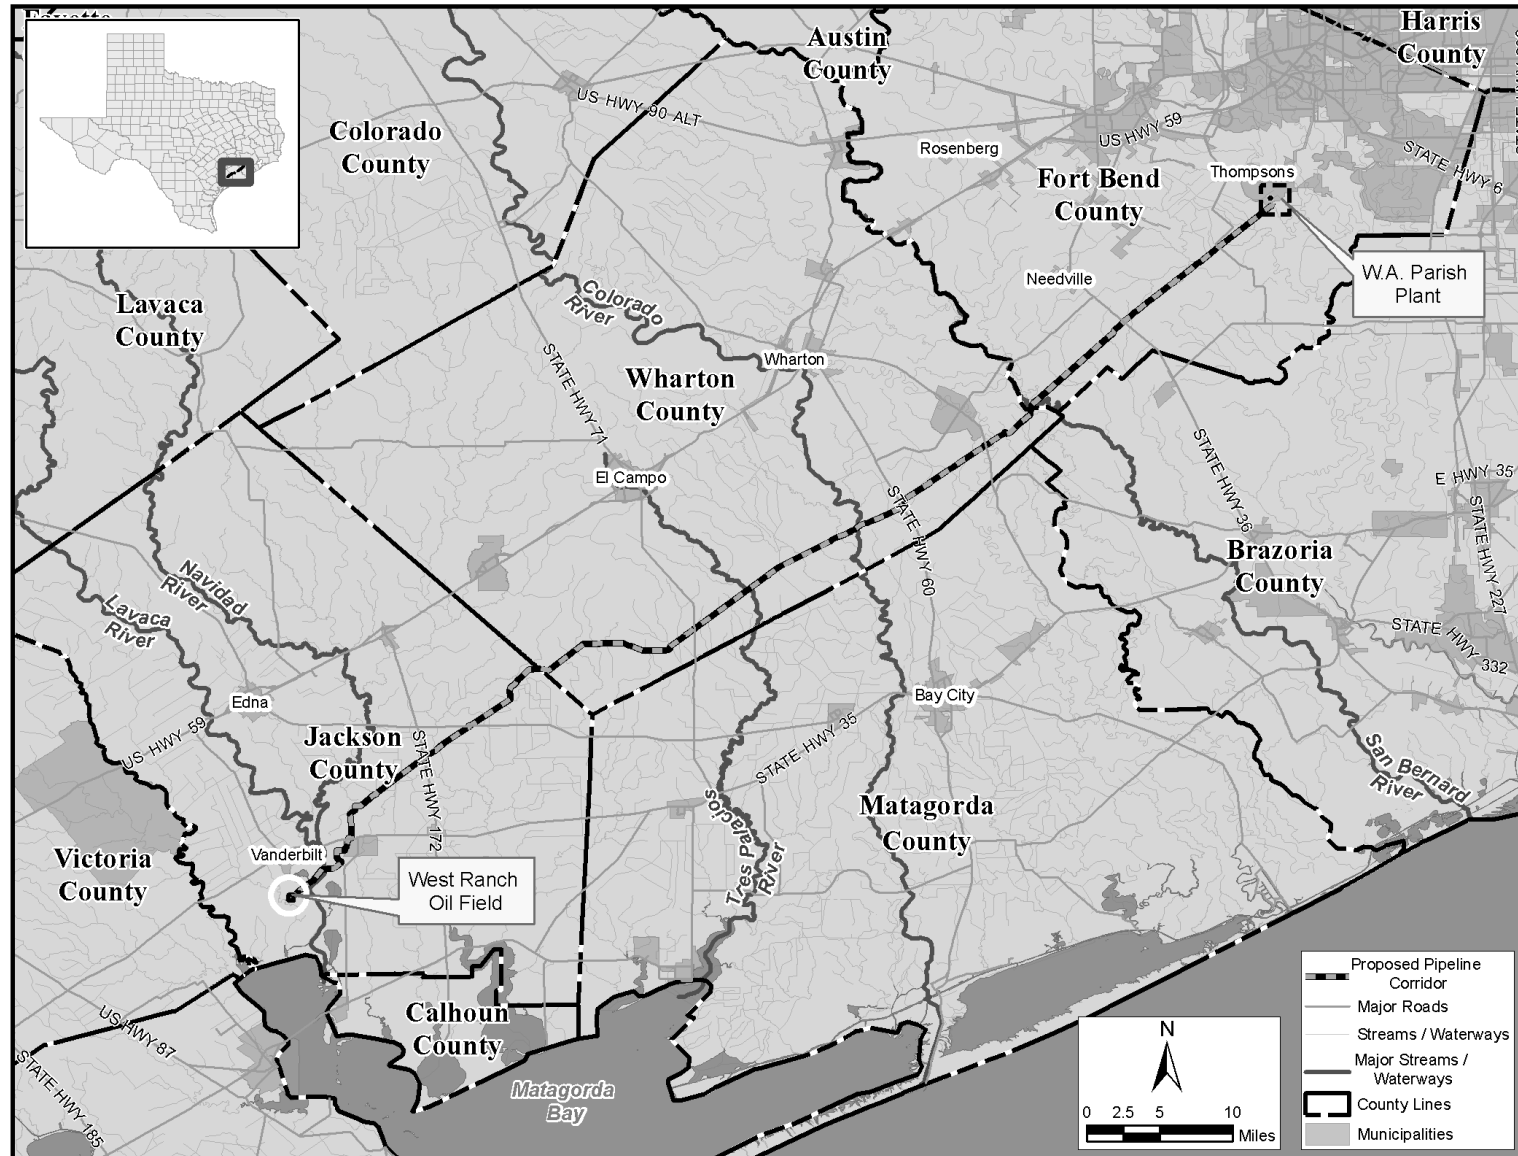 Fayette
Austin
County
Harris
County
US HWY 90 ALT
Colorado
County
US HWY 59
Rosenberg
STATE HWY 6
Thompsons
Fort Bend
County
W.A. Parish
Plant
Needville
Lavaca
County
Colorado
River
Wharton
STATE HWY 71
Wharton
County
El Campo
STATE HWY 60
STATE HWY 36
E HWY 35
STATE HWY 227
Brazoria
County
STATE HWY 332
Navidad
River
Lavaca
River
Edna
US HWY 59
Jackson
County
STATE HWY 172
Bay City
STATE HWY 35
San Bernard
River
Matagorda
County
Tres Palacios
River
Victoria
County
Vanderbilt
West Ranch
Oil Field
Calhoun
County
US HWY 87
STATE HWY 185
Matagorda
Bay
N
0 2.5 5 10
Miles
Proposed Pipeline
Corridor
Major Roads
Streams / Waterways
Major Streams /
Waterways
County Lines
Municipalities